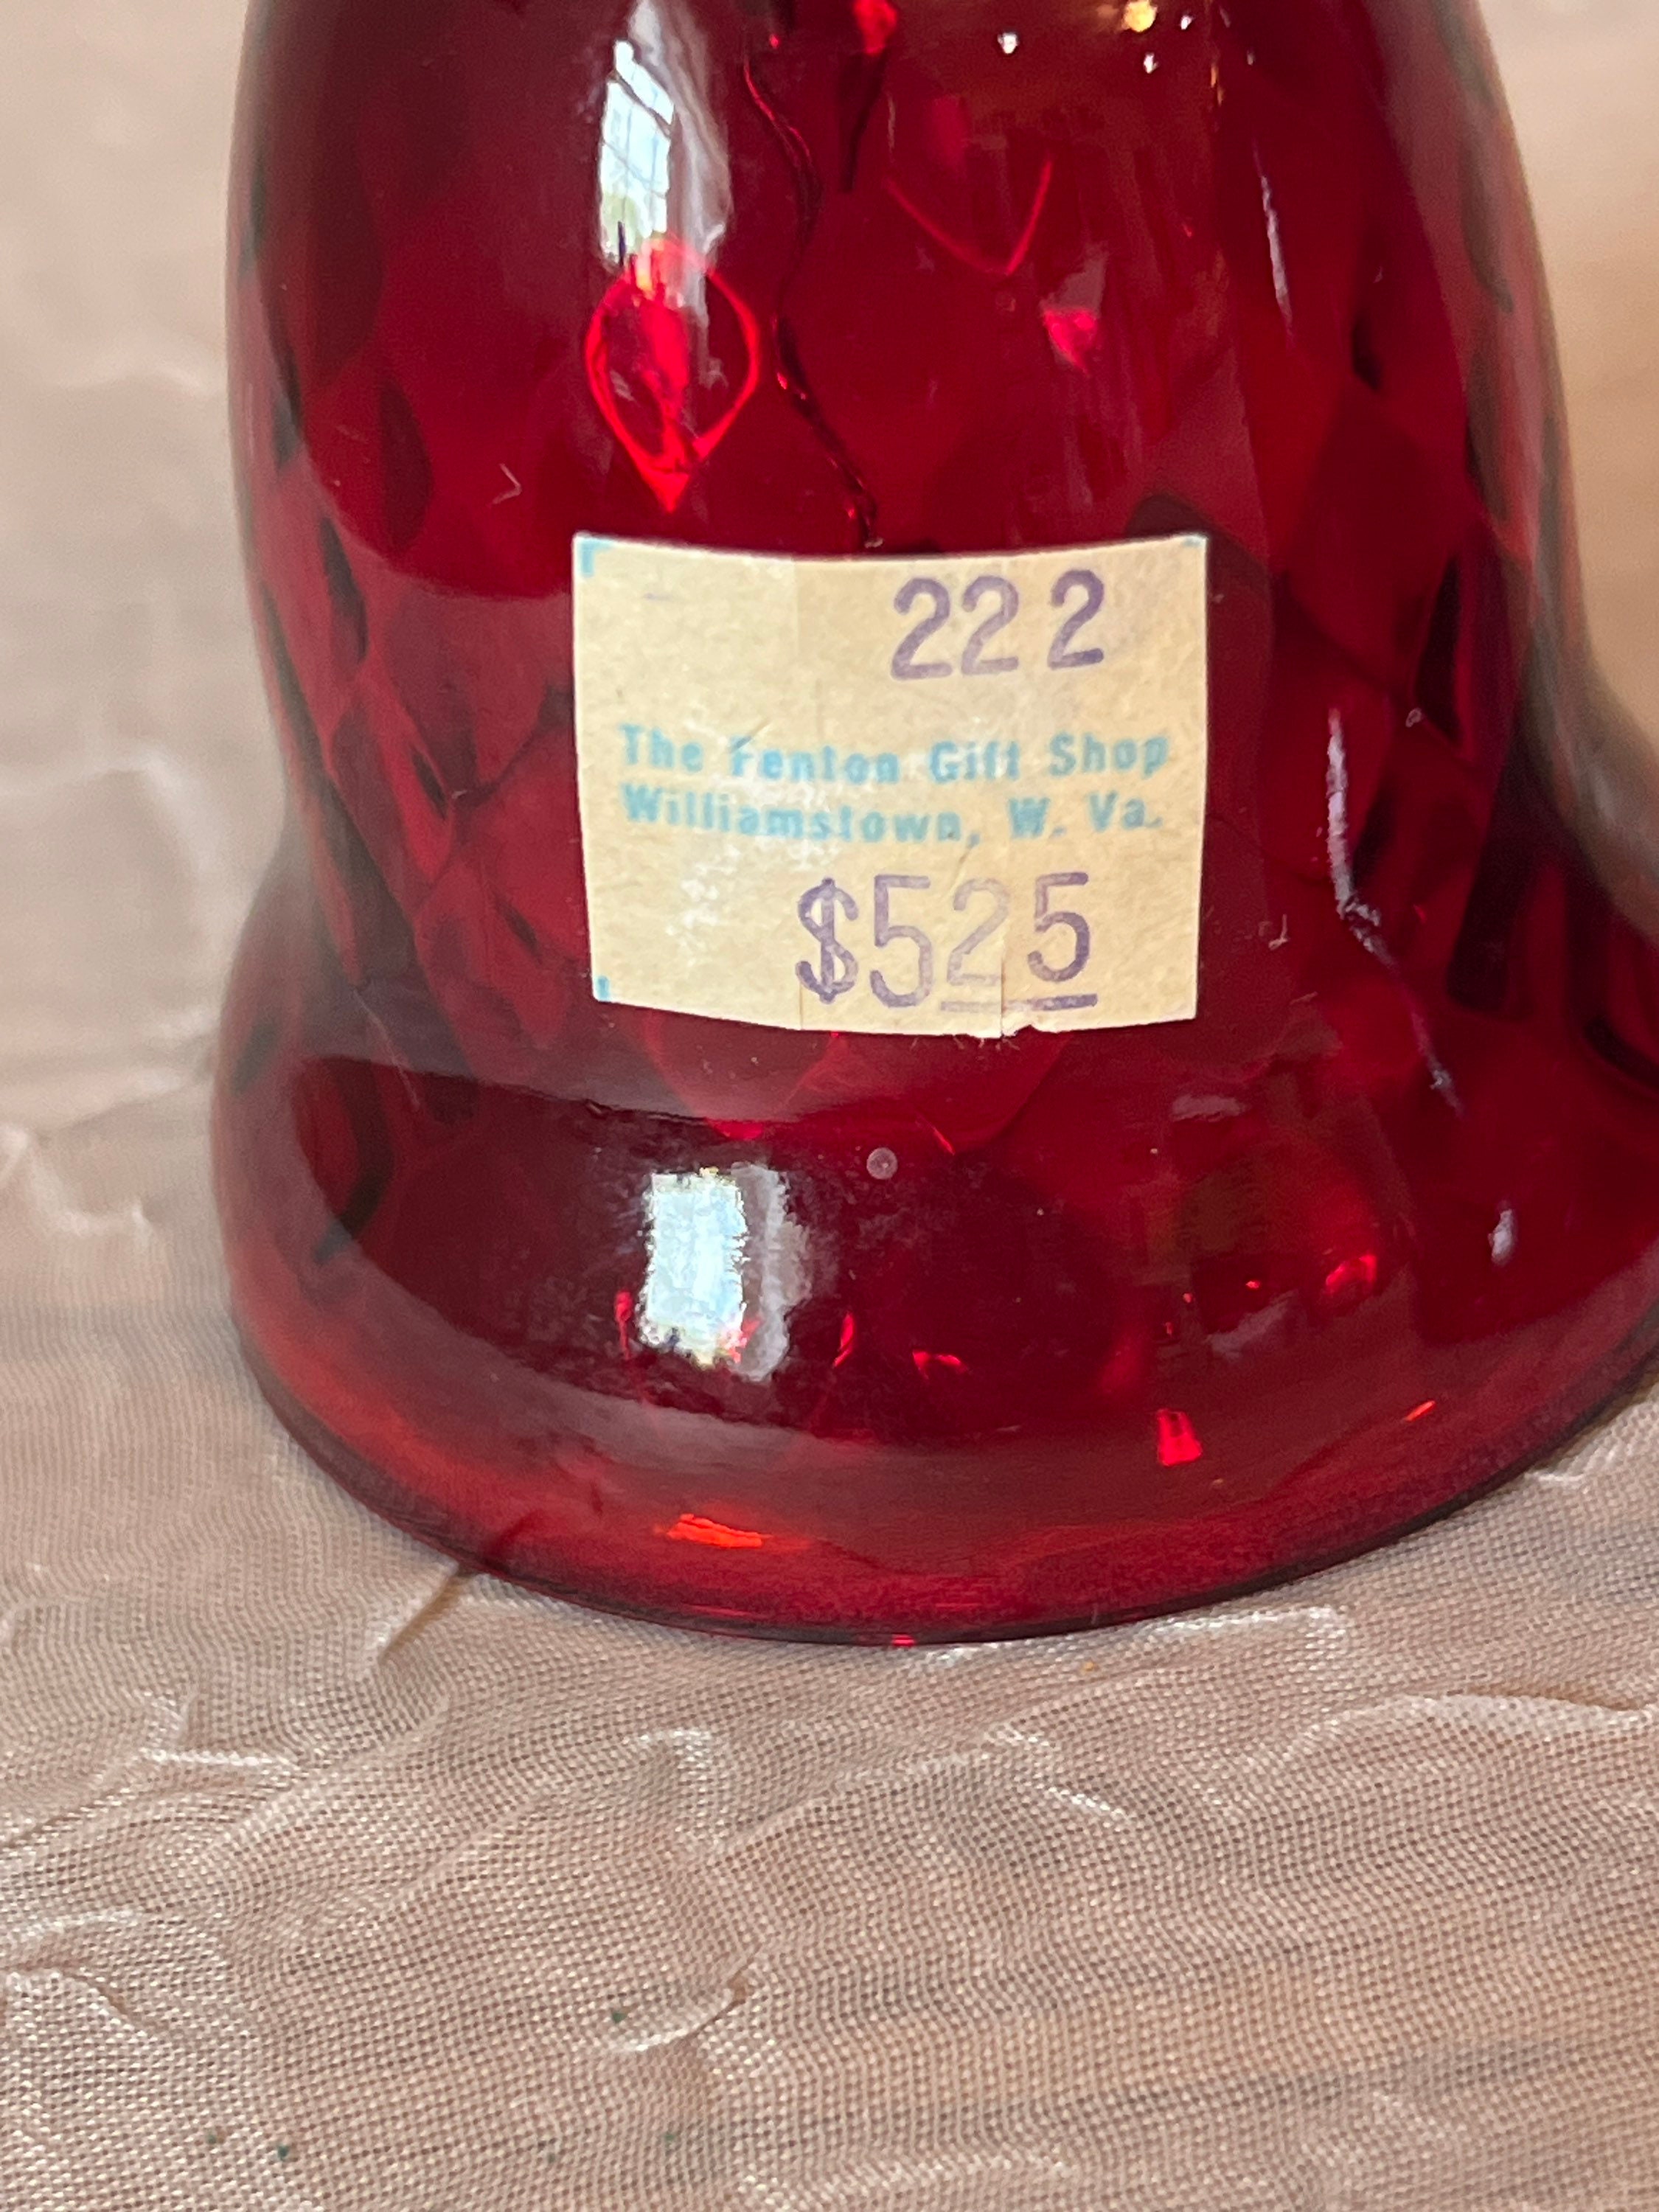 222
The Fenton Gift Shop
Williamstown, W. Va.
$525